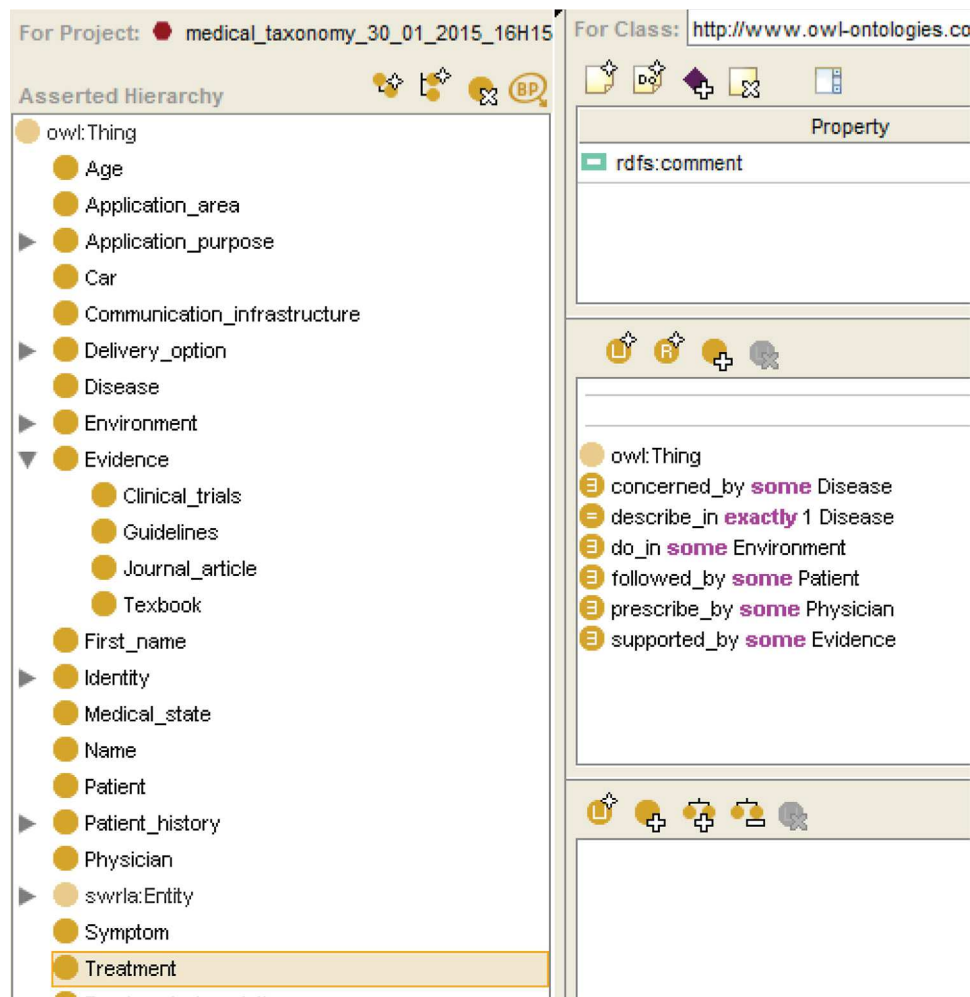 For Project: medical_taxonomy_30_01_2015_16H15
Asserted Hierarchy
BP
owl:Thing
Age
Application_area
Application_purpose
Car
Communication_infrastructure
Delivery_option
Disease
Environment
Evidence
Clinical_trials
Guidelines
Journal_article
Texbook
First_name
Identity
Medical_state
Name
Patient
Patient_history
Physician
swrla:Entity
Symptom
Treatment
For Class: http://www.owl-ontologies.co
Property
rdfs:comment
owl:Thing
concerned_by some Disease
describe_in exactly 1 Disease
do_in some Environment
followed_by some Patient
prescribe_by some Physician
supported_by some Evidence